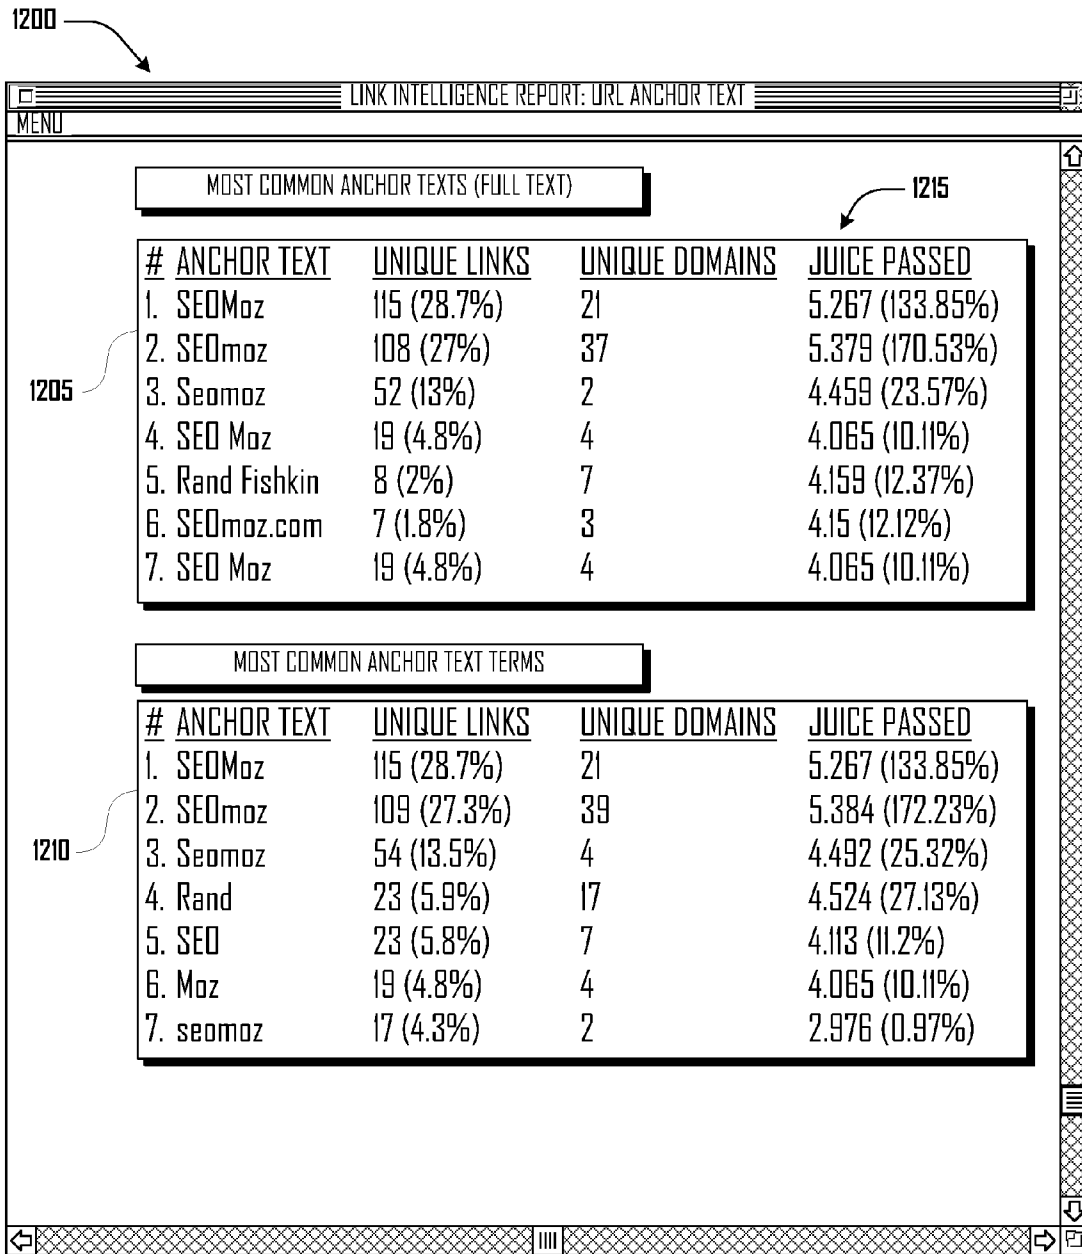 1200
LINK INTELLIGENCE REPORT: URL ANCHOR TEXT
MENU
MOST COMMON ANCHOR TEXTS (FULL TEXT)
1215
# ANCHOR TEXT UNIQUE LINKS UNIQUE DOMAINS JUICE PASSED
1. SEOMoz 115 (28.7%) 21 5.267 (133.85%)
2. SEOmoz 108 (27%) 37 5.379 (170.53%)
1205
3. Seomoz 52 (13%) 2 4.459 (23.57%)
4. SEO Moz 19 (4.8%) 4 4.065 (10.11%)
5. Rand Fishkin 8 (2%) 7 4.159 (12.37%)
6. SEOmoz.com 7 (1.8%) 3 4.15 (12.12%)
7. SEO Moz 19 (4.8%) 4 4.065 (10.11%)
MOST COMMON ANCHOR TEXT TERMS
# ANCHOR TEXT UNIQUE LINKS UNIQUE DOMAINS JUICE PASSED
1. SEOMoz 115 (28.7%) 21 5.267 (133.85%)
2. SEOmoz 109 (27.3%) 39 5.384 (172.23%)
1210
3. Seomoz 54 (13.5%) 4 4.492 (25.32%)
4. Rand 23 (5.9%) 17 4.524 (27.13%)
5. SEO 23 (5.8%) 7 4.113 (11.2%)
6. Moz 19 (4.8%) 4 4.065 (10.11%)
7. seomoz 17 (4.3%) 2 2.976 (0.97%)